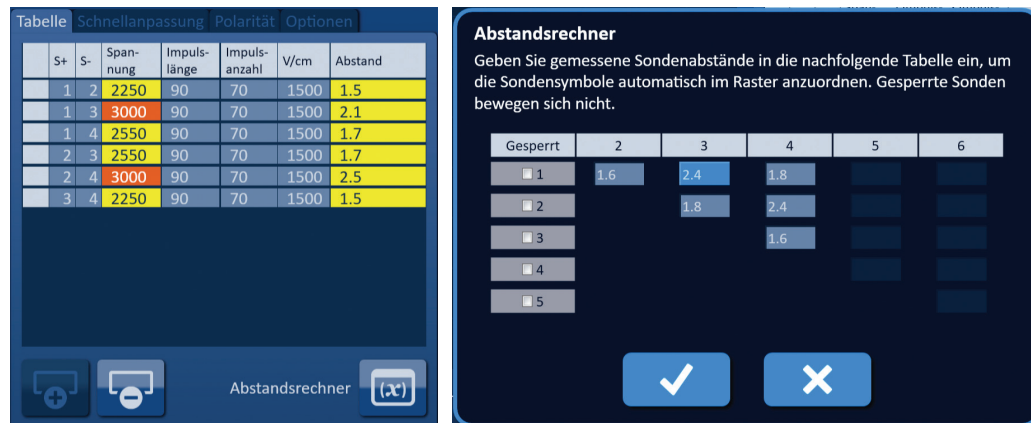 Tabelle Schnellanpassung Polarität Optionen
S+ S- Span-nung Impuls-länge Impuls-anzahl V/cm Abstand
1 2 2250 90 70 1500 1.5
1 3 3000 90 70 1500 2.1
1 4 2550 90 70 1500 1.7
2 3 2550 90 70 1500 1.7
2 4 3000 90 70 1500 2.5
3 4 2250 90 70 1500 1.5
Abstandsrechner (x)
Abstandsrechner
Geben Sie gemessene Sondenabstände in die nachfolgende Tabelle ein, um
die Sondensymbole automatisch im Raster anzuordnen. Gesperrte Sonden
bewegen sich nicht.
Gesperrt 2 3 4 5 6
1 1.6 2.4 1.8
2 1.8 2.4
3 1.6
4
5